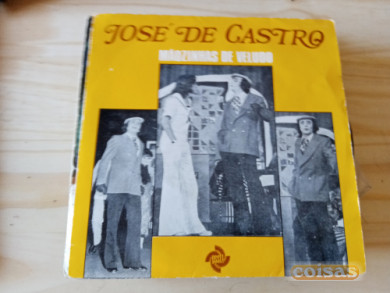 JOSÉ DE CASTRO
MÃOZINHAS DE VELUDO
coisas